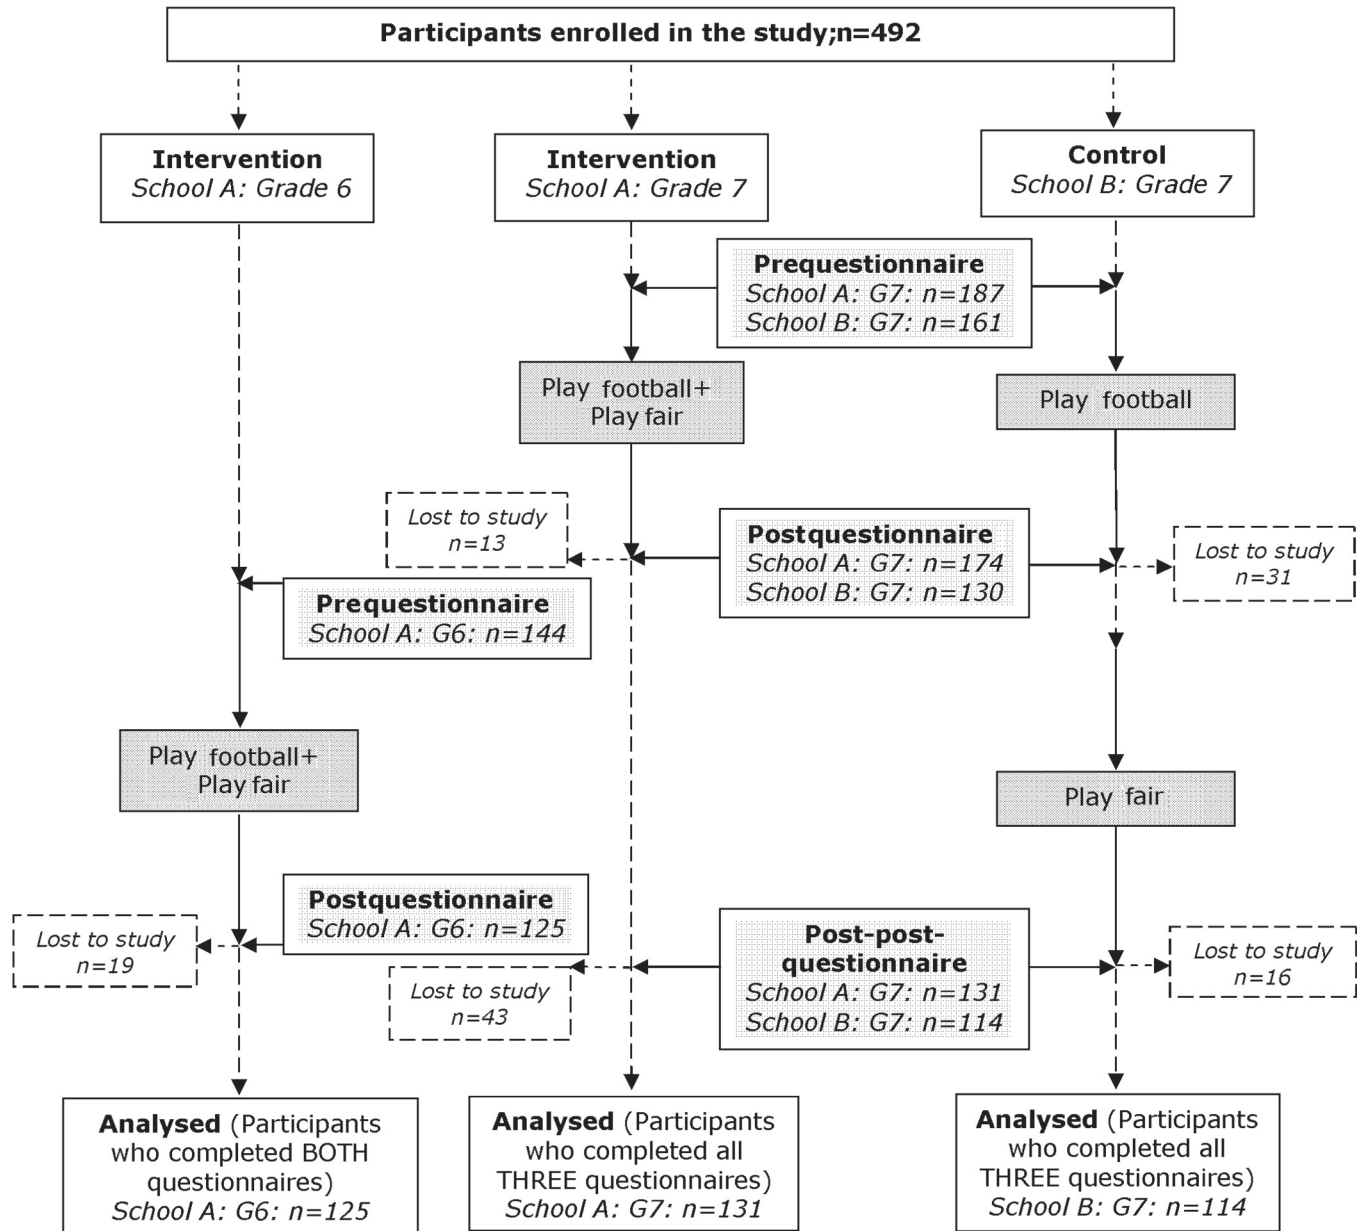 Participants enrolled in the study;n=492
Intervention
School A: Grade 6
Intervention
School A: Grade 7
Control
School B: Grade 7
Prequestionnaire
School A: G7: n=187
School B: G7: n=161
Play football+
Play fair
Play football
Lost to study
n=13
Postquestionnaire
School A: G7: n=174
School B: G7: n=130
Lost to study
n=31
Prequestionnaire
School A: G6: n=144
Play football+
Play fair
Play fair
Lost to study
n=19
Postquestionnaire
School A: G6: n=125
Lost to study
n=43
Post-post-
questionnaire
School A: G7: n=131
School B: G7: n=114
Lost to study
n=16
Analysed (Participants
who completed BOTH
questionnaires)
School A: G6: n=125
Analysed (Participants
who completed all
THREE questionnaires)
School A: G7: n=131
Analysed (Participants
who completed all
THREE questionnaires)
School B: G7: n=114